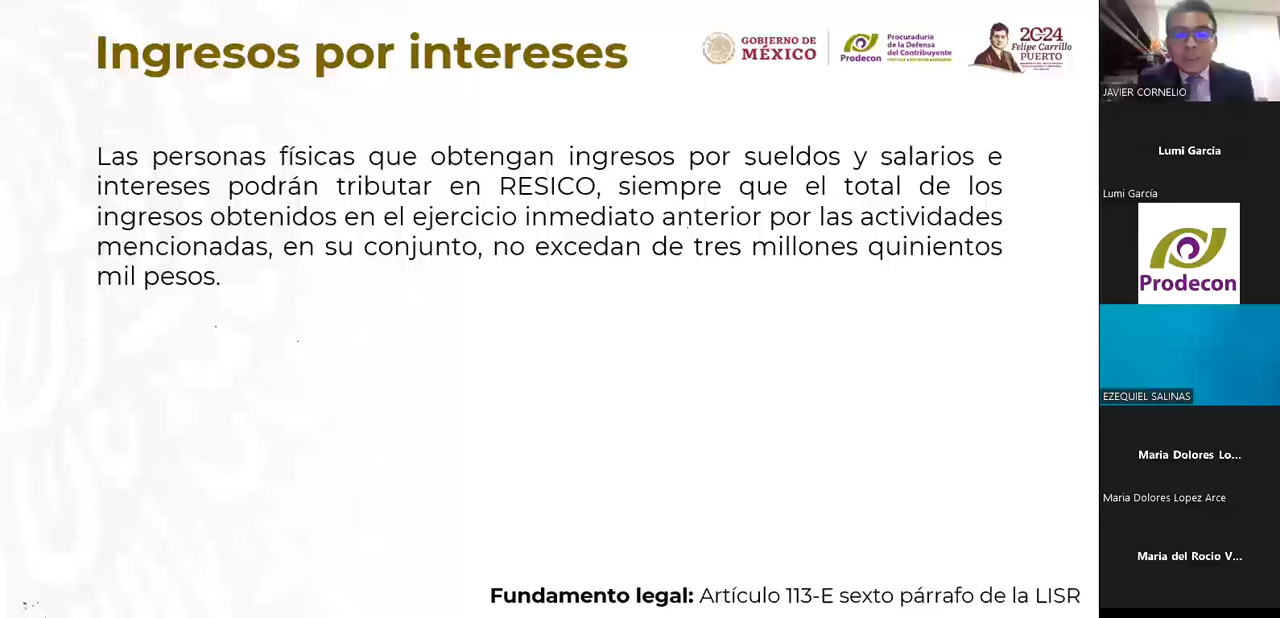 Ingresos por intereses
GOBIERNO DE
MÉXICO
Prodecon
Procuraduría
de la Defensa
del Contribuyente
2024
Felipe Carrillo
PUERTO
Las personas físicas que obtengan ingresos por sueldos y salarios e
intereses podrán tributar en RESICO, siempre que el total de los
ingresos obtenidos en el ejercicio inmediato anterior por las actividades
mencionadas, en su conjunto, no excedan de tres millones quinientos
mil pesos.
Fundamento legal: Artículo 113-E sexto párrafo de la LISR
JAVIER CORNELIO
Lumi García
Lumi García
Prodecon
EZEQUIEL SALINAS
Maria Dolores Lo...
Maria Dolores Lopez Arce
Maria del Rocio V...